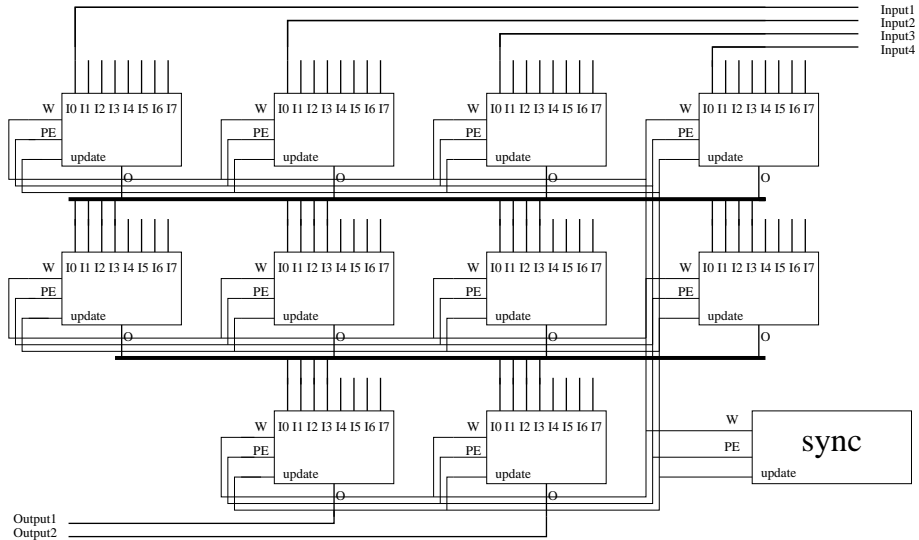 Input1
Input2
Input3
Input4
W I0 I1 I2 I3 I4 I5 I6 I7 W I0 I1 I2 I3 I4 I5 I6 I7 W I0 I1 I2 I3 I4 I5 I6 I7 W I0 I1 I2 I3 I4 I5 I6 I7
PE PE PE PE
update update update update
O O O O
W I0 I1 I2 I3 I4 I5 I6 I7 W I0 I1 I2 I3 I4 I5 I6 I7 W I0 I1 I2 I3 I4 I5 I6 I7 W I0 I1 I2 I3 I4 I5 I6 I7
PE PE PE PE
update update update update
O O O O
W I0 I1 I2 I3 I4 I5 I6 I7 W I0 I1 I2 I3 I4 I5 I6 I7 W
PE PE PE sync
update update update
O O
Output1
Output2